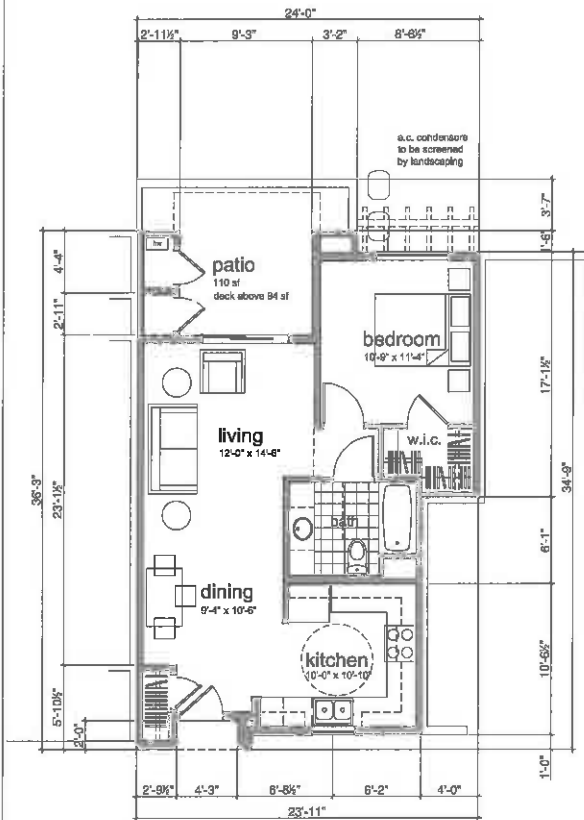 24'-0"
2'-11½" 9'-3" 3'-2" 8'-6½"
a.c. condensors
to be screened
by landscaping
3'-7"
1'-6"
4'-4"
2'-11"
patio
110 sf
deck above 94 sf
bedroom
10'-9" x 11'-4"
17'-1½"
living
12'-0" x 14'-6"
w.i.c.
36'-3"
23'-1½"
34'-9"
bath
6'-1"
dining
9'-4" x 10'-6"
kitchen
10'-0" x 10'-10"
10'-6½"
5'-10½"
2'-0"
1'-0"
2'-9½" 4'-3" 6'-8½" 6'-2" 4'-0"
23'-11"